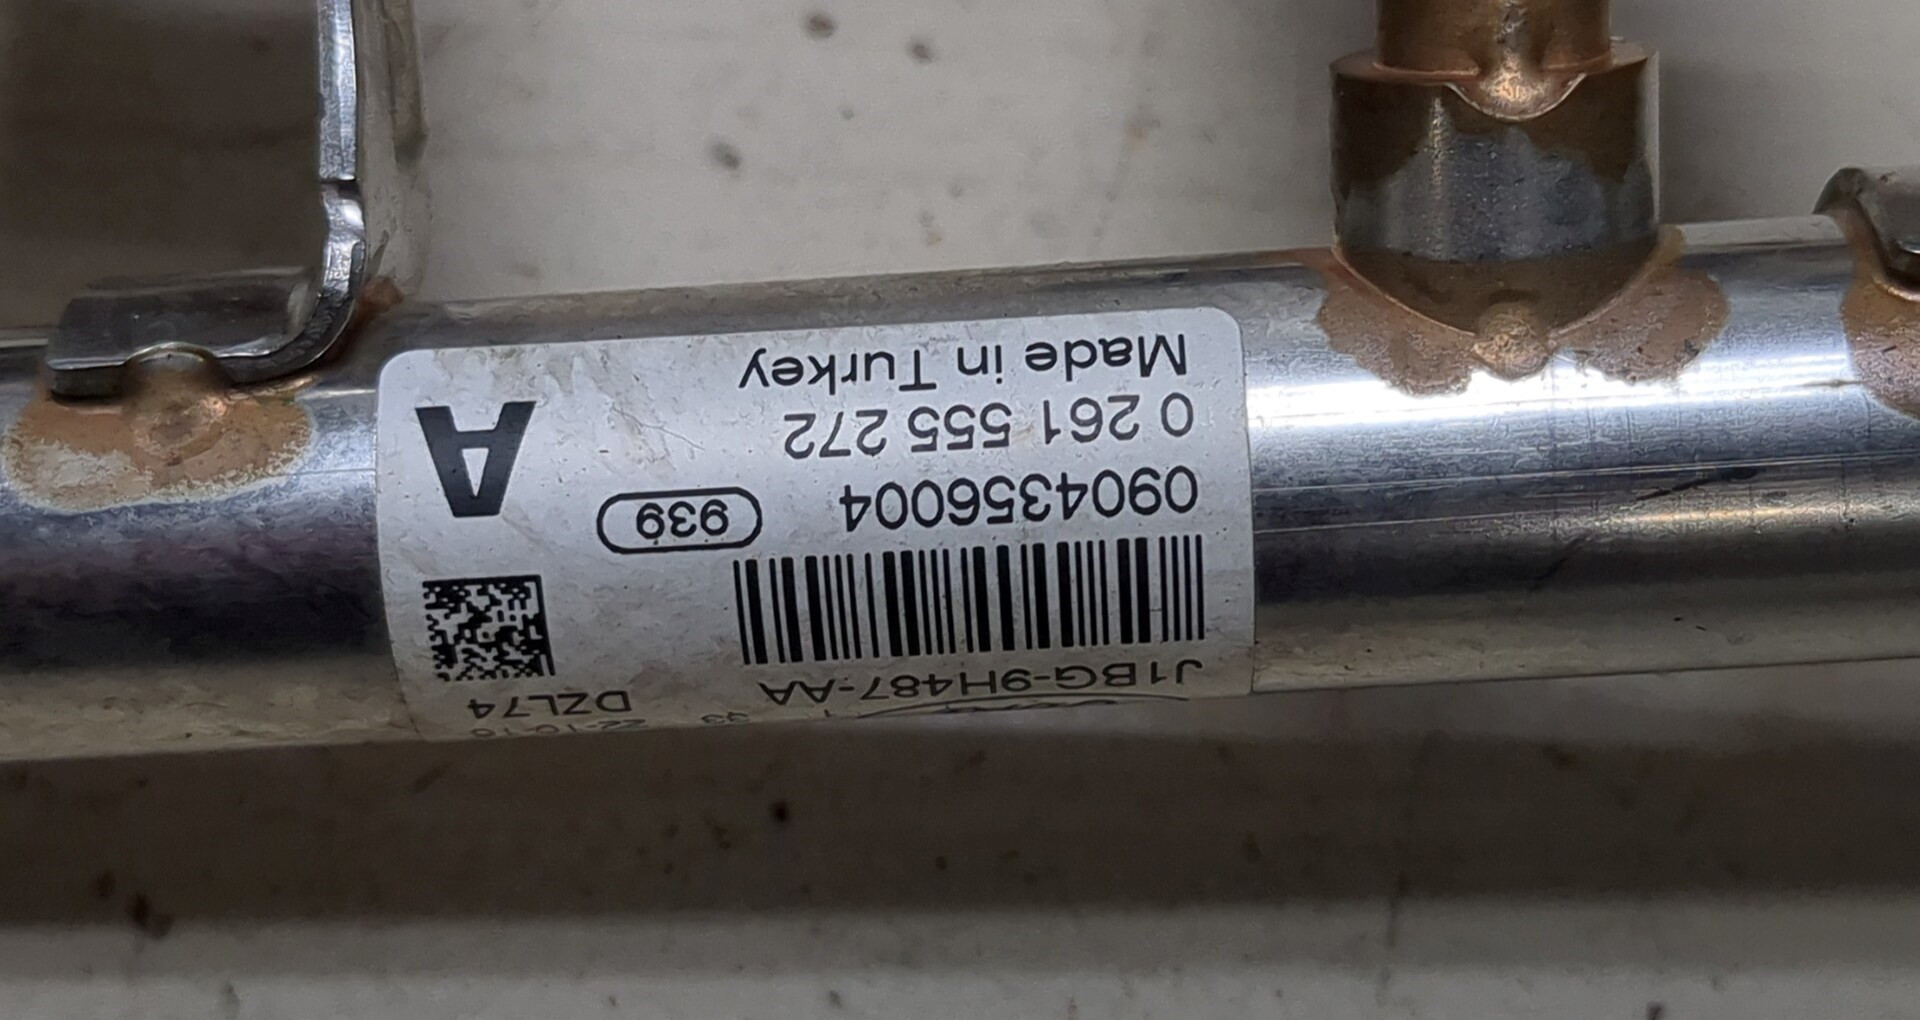 J1BG-9H487-AA DZL74
0904356004 939
0 261 555 272 A
Made in Turkey